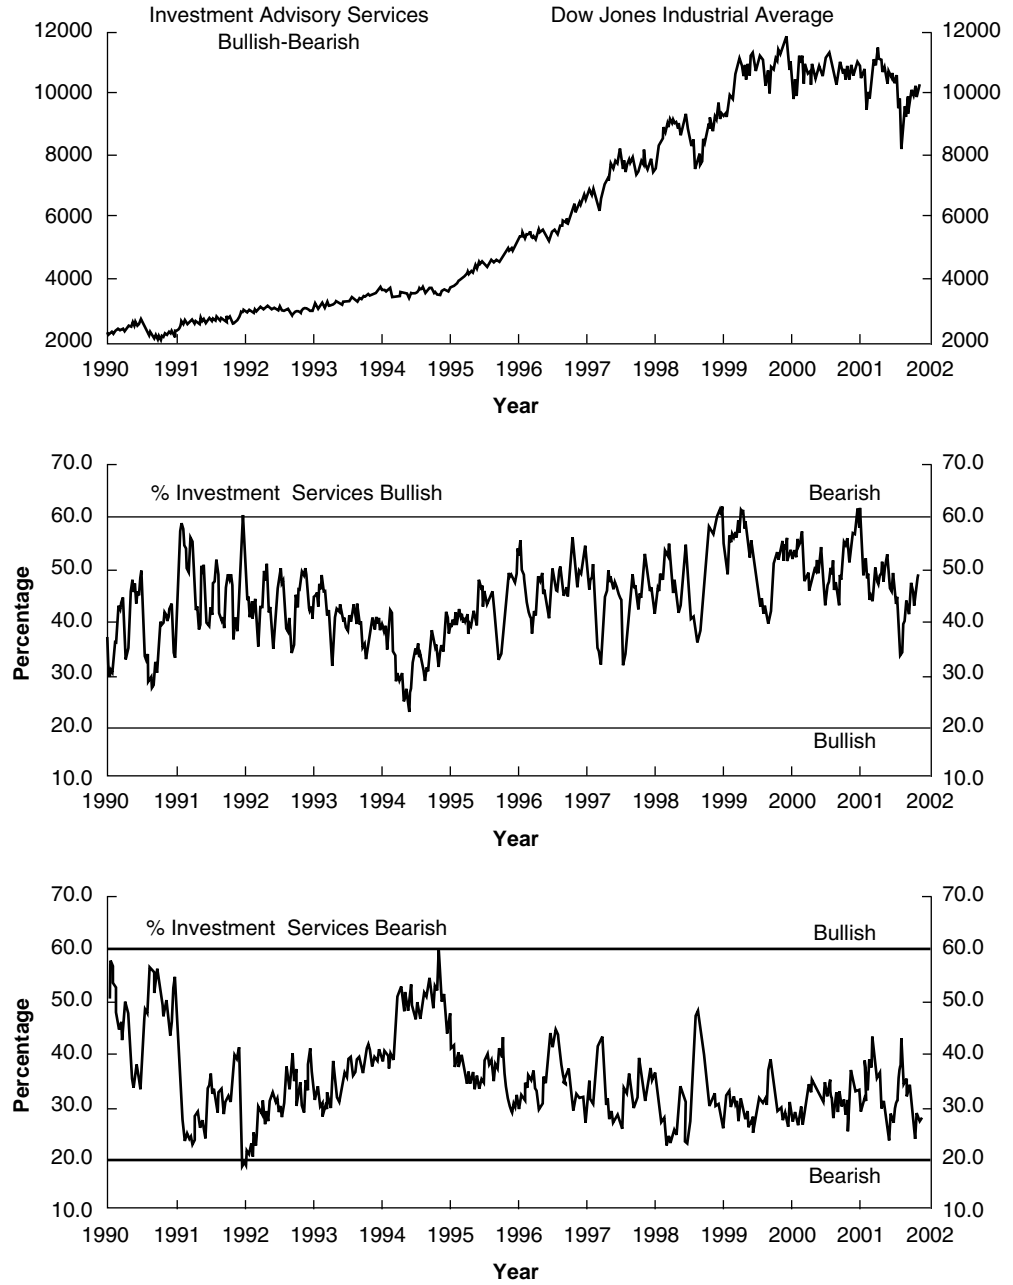 Investment Advisory Services
Bullish-Bearish
Dow Jones Industrial Average
12000
10000
8000
6000
4000
2000
12000
10000
8000
6000
4000
2000
1990 1991 1992 1993 1994 1995 1996 1997 1998 1999 2000 2001 2002
Year
Percentage
70.0
60.0
50.0
40.0
30.0
20.0
10.0
% Investment Services Bullish
Bearish
Bullish
70.0
60.0
50.0
40.0
30.0
20.0
10.0
1990 1991 1992 1993 1994 1995 1996 1997 1998 1999 2000 2001 2002
Year
Percentage
70.0
60.0
50.0
40.0
30.0
20.0
10.0
% Investment Services Bearish
Bullish
Bearish
70.0
60.0
50.0
40.0
30.0
20.0
10.0
1990 1991 1992 1993 1994 1995 1996 1997 1998 1999 2000 2001 2002
Year